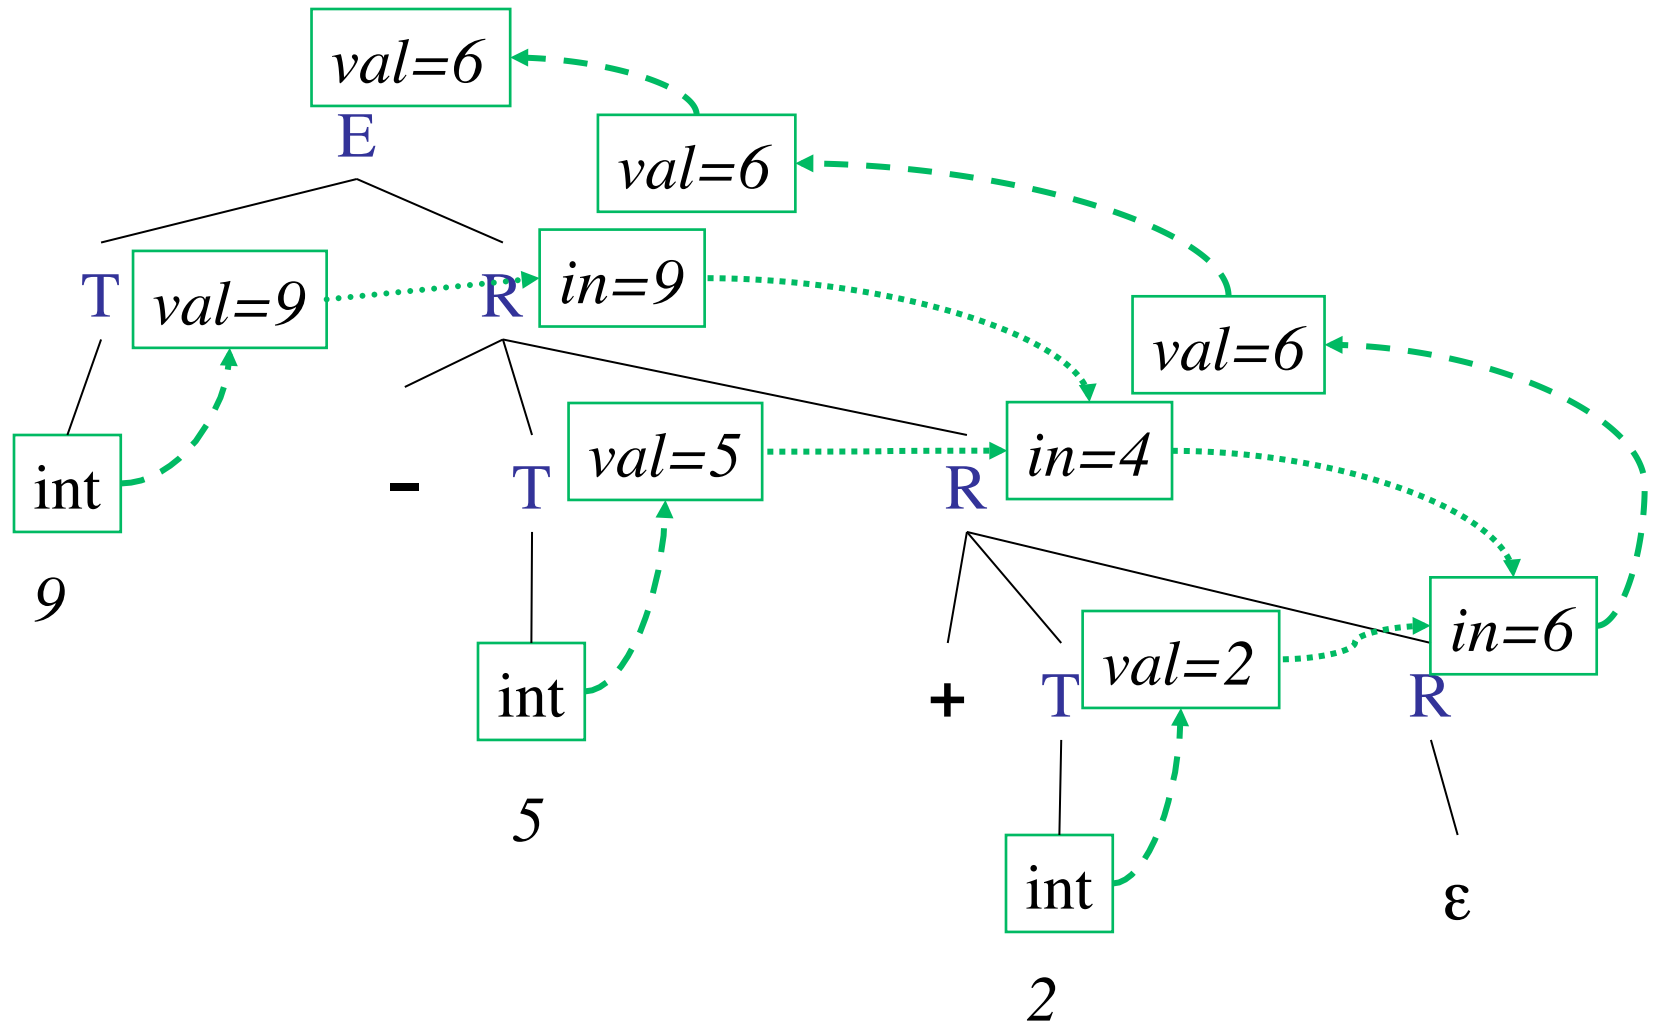 val=6
E
val=6
T
val=9
R
in=9
val=6
int
-
T
val=5
R
in=4
9
int
+
T
val=2
in=6
R
5
int
ε
2